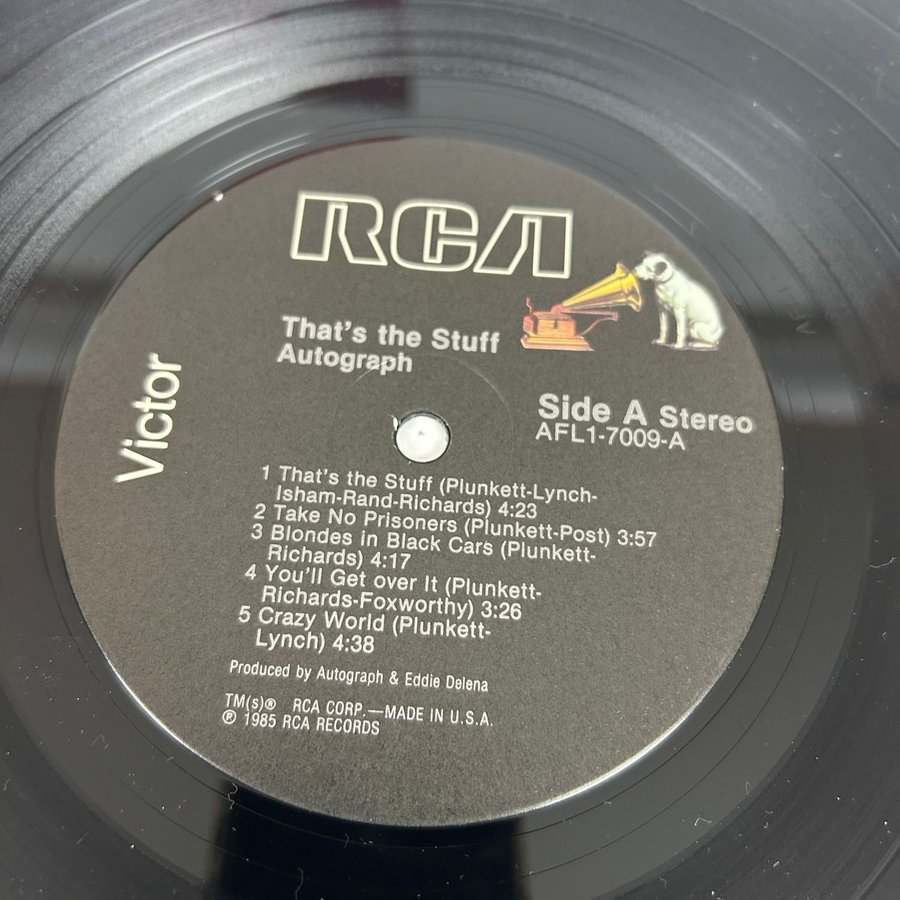 RCA
That's the Stuff
Autograph
Victor
Side A Stereo
AFL1-7009-A
1 That's the Stuff (Plunkett-Lynch-
Isham-Rand-Richards) 4:23
2 Take No Prisoners (Plunkett-Post) 3:57
3 Blondes in Black Cars (Plunkett-
Richards) 4:17
4 You'll Get over It (Plunkett-
Richards-Foxworthy) 3:26
5 Crazy World (Plunkett-
Lynch) 4:38
Produced by Autograph & Eddie Delena
TM(s)® RCA CORP.—MADE IN U.S.A.
℗ 1985 RCA RECORDS